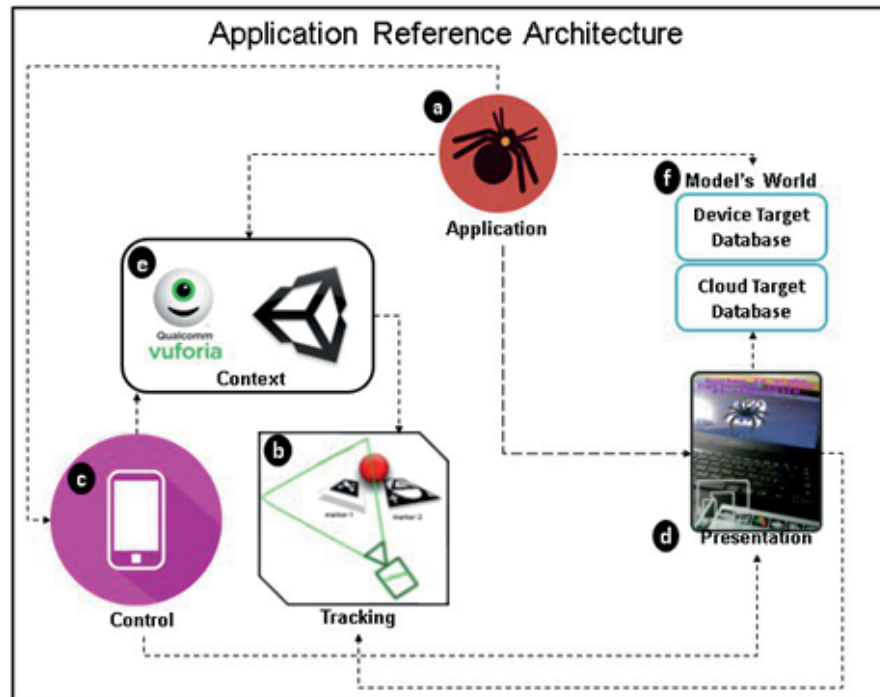 Application Reference Architecture
a
Application
f
Model's World
Device Target
Database
Cloud Target
Database
e
Qualcomm
vuforia
Context
b
marker 1
marker 2
Tracking
c
Control
d
Presentation